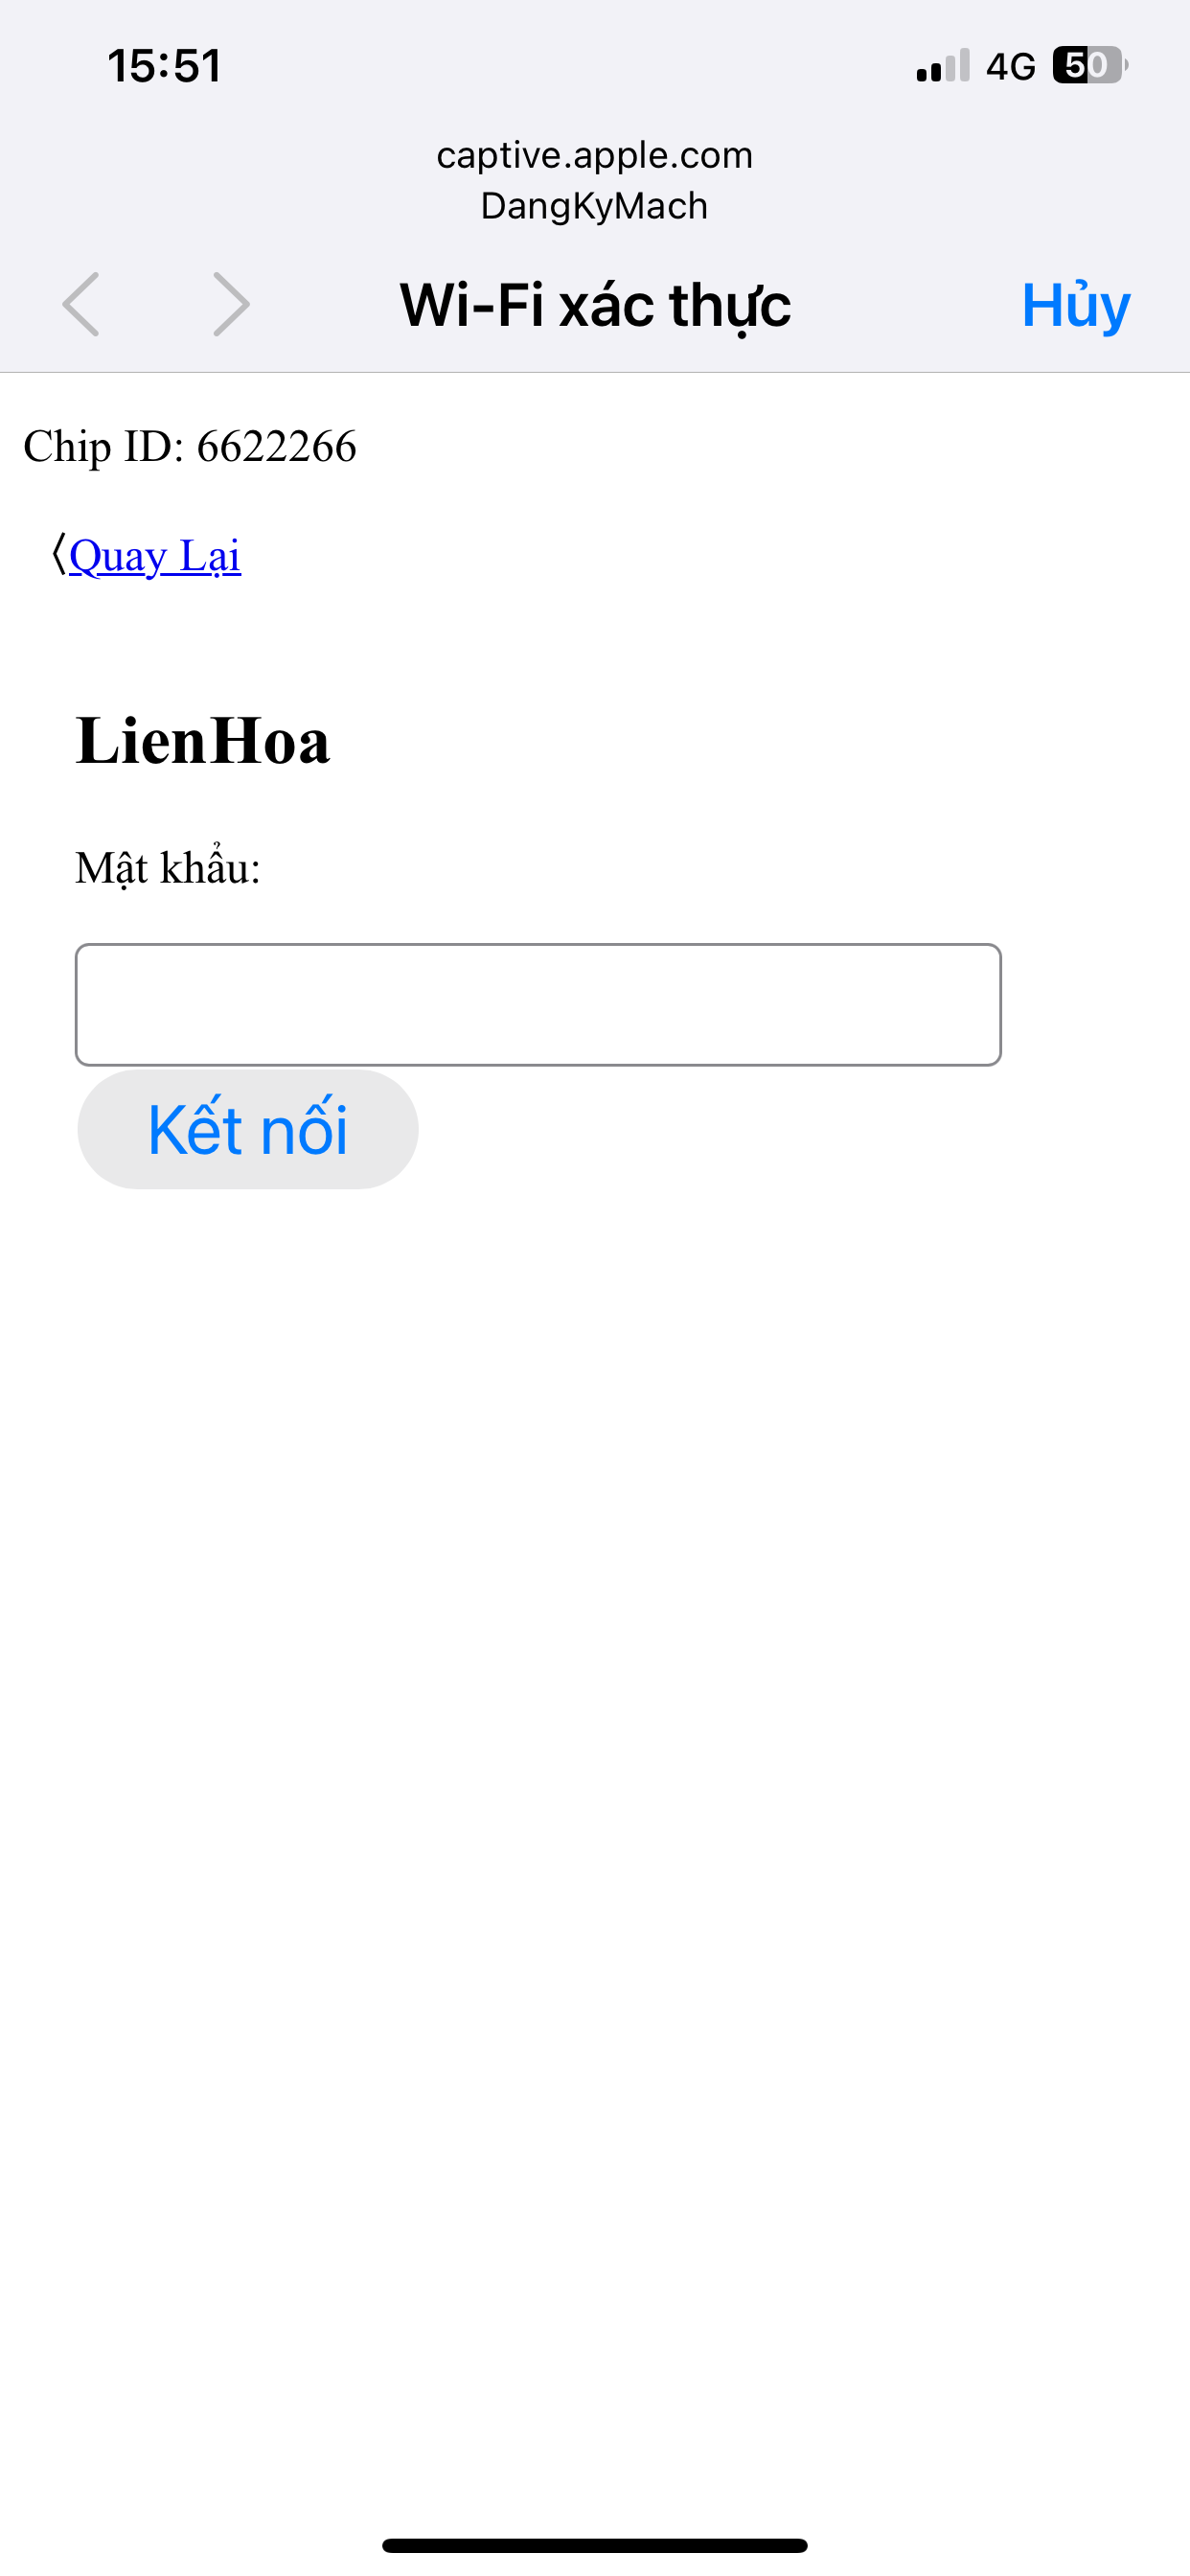 15:51 4G 50
captive.apple.com
DangKyMach
Wi-Fi xác thực Hủy
Chip ID: 6622266
⟨Quay Lại
LienHoa
Mật khẩu:
Kết nối